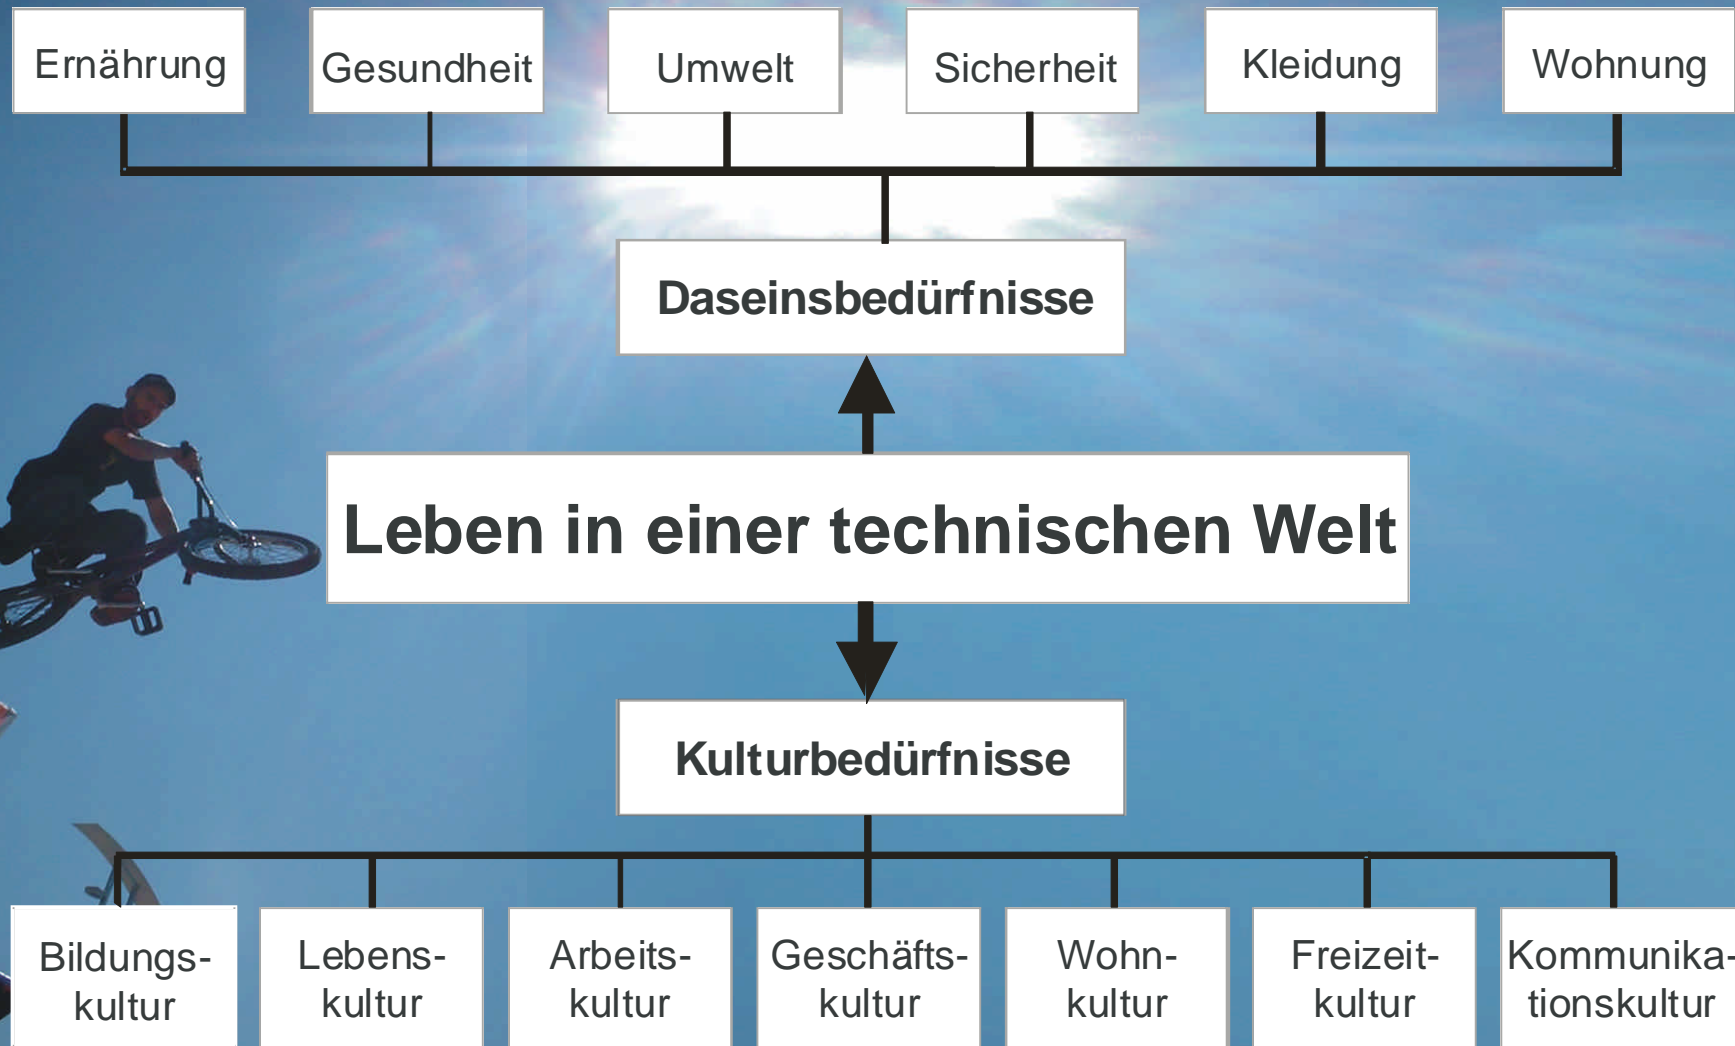 Ernährung
Gesundheit
Umwelt
Sicherheit
Kleidung
Wohnung
Daseinsbedürfnisse
Leben in einer technischen Welt
Kulturbedürfnisse
Bildungs-
kultur
Lebens-
kultur
Arbeits-
kultur
Geschäfts-
kultur
Wohn-
kultur
Freizeit-
kultur
Kommunika-
tionskultur